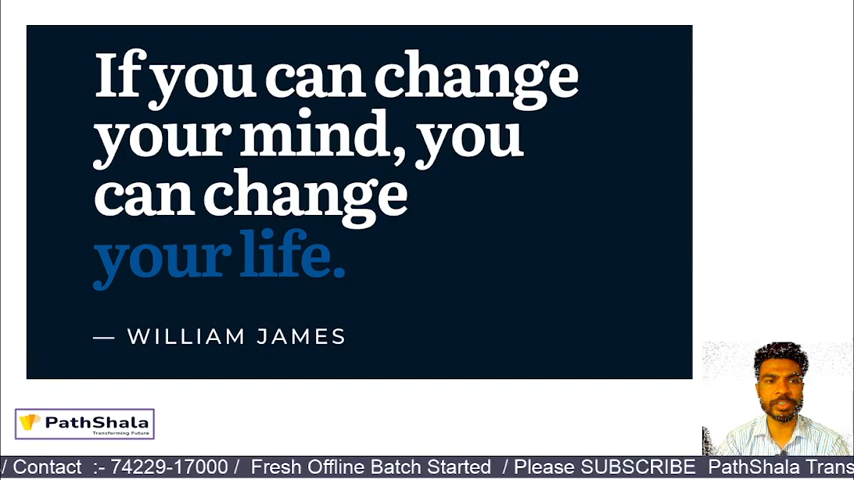 If you can change
your mind, you
can change
your life.
— WILLIAM JAMES
PathShala
Transforming Future
/ Contact :- 74229-17000 / Fresh Offline Batch Started / Please SUBSCRIBE PathShala Trans